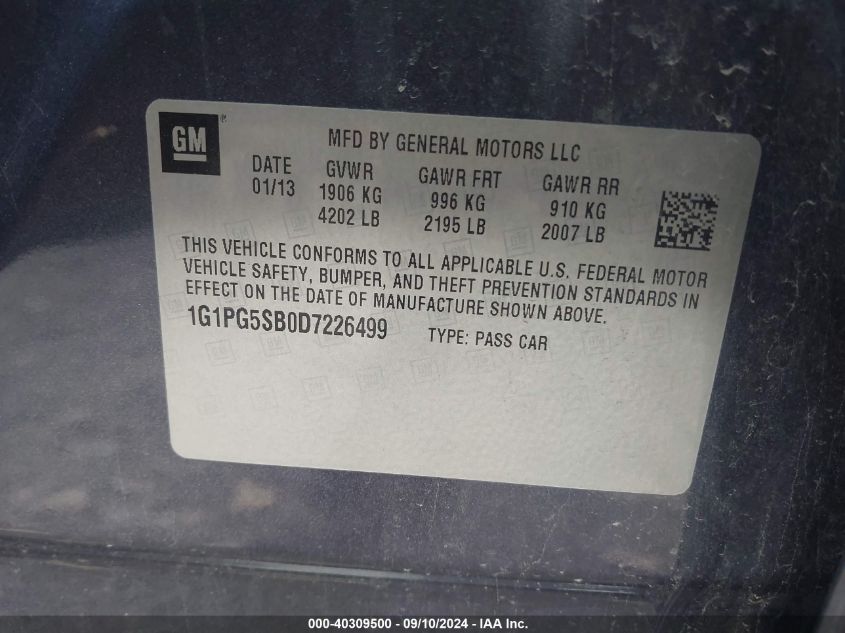 GM ®
MFD BY GENERAL MOTORS LLC
DATE GVWR GAWR FRT GAWR RR
01/13 1906 KG 996 KG 910 KG
4202 LB 2195 LB 2007 LB
THIS VEHICLE CONFORMS TO ALL APPLICABLE U.S. FEDERAL MOTOR
VEHICLE SAFETY, BUMPER, AND THEFT PREVENTION STANDARDS IN
EFFECT ON THE DATE OF MANUFACTURE SHOWN ABOVE.
1G1PG5SB0D7226499 TYPE: PASS CAR
000-40309500 - 09/10/2024 - IAAI Inc.